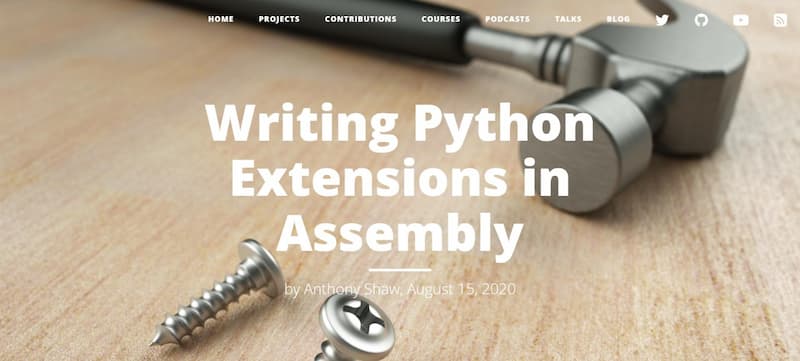 HOME PROJECTS CONTRIBUTIONS COURSES PODCASTS TALKS BLOG
Writing Python
Extensions in
Assembly
by Anthony Shaw, August 15, 2020